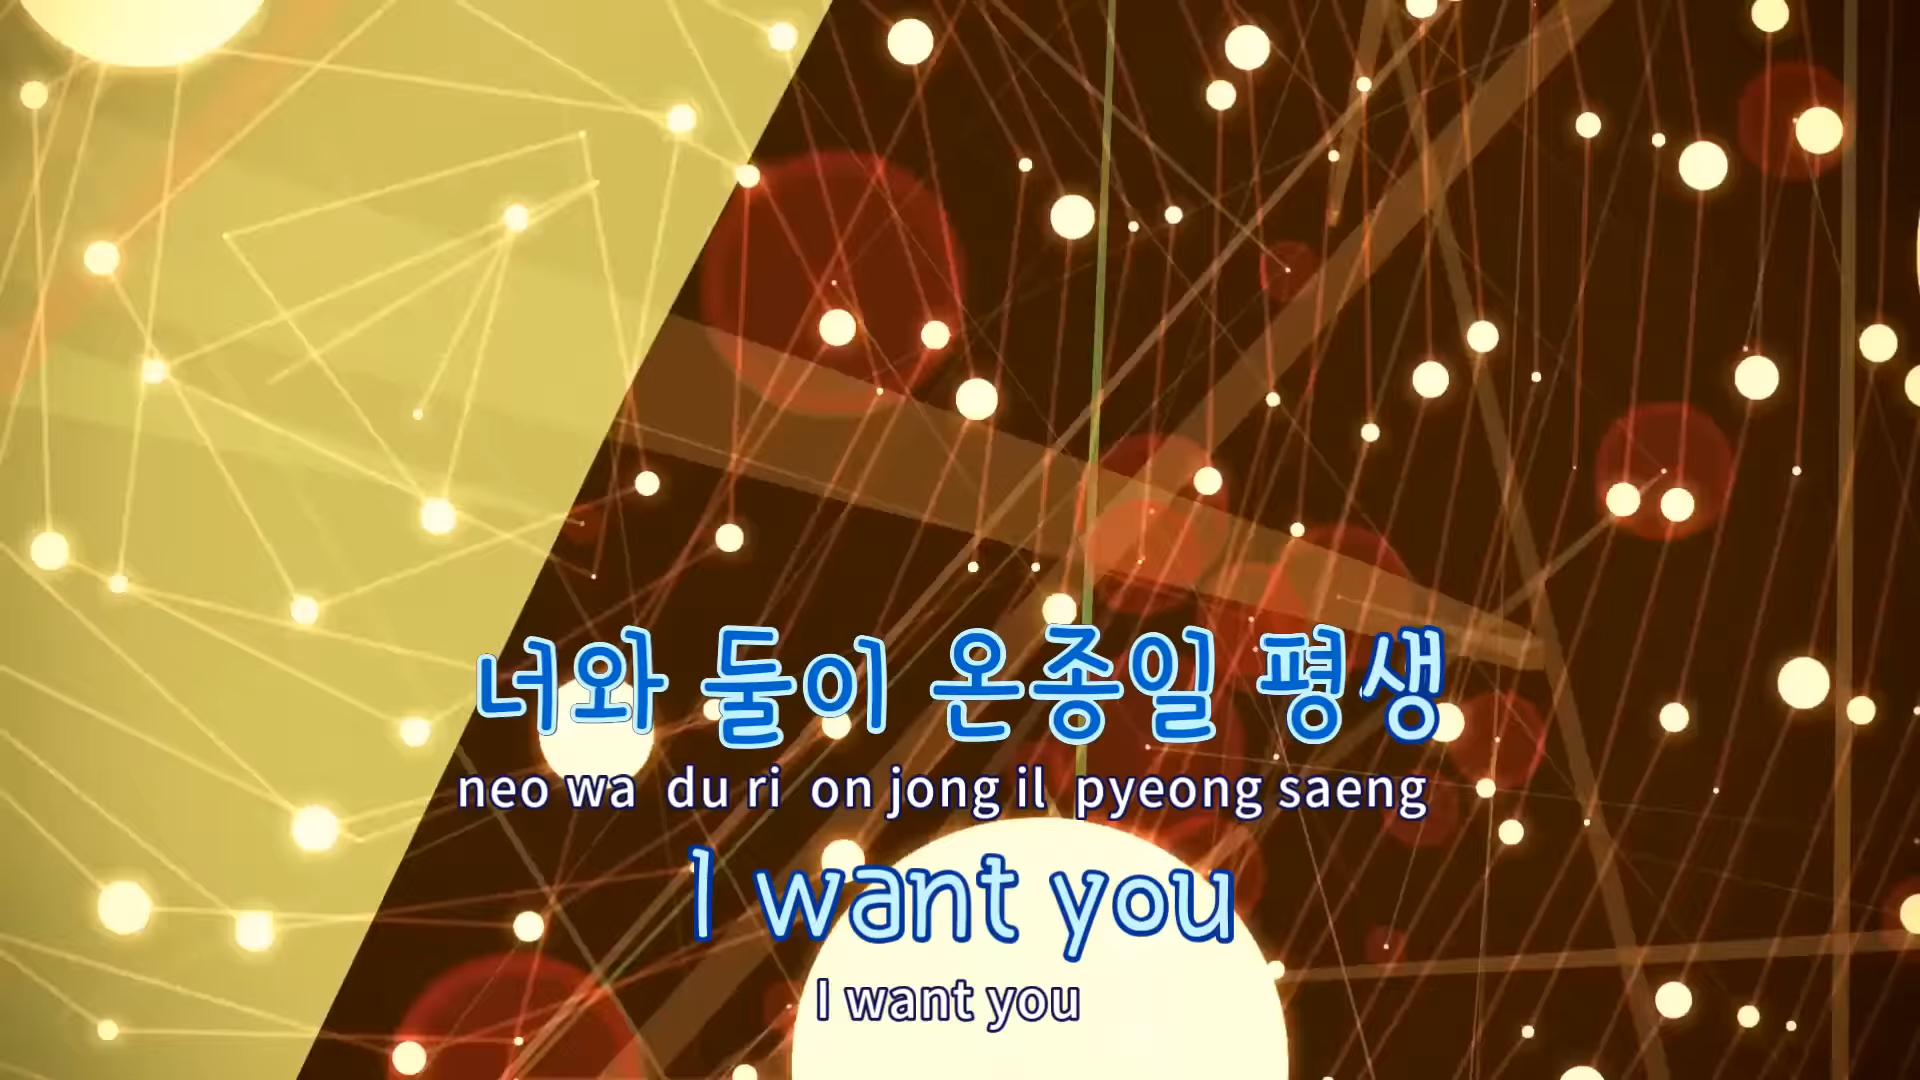 너와 둘이 온종일 평생
neo wa du ri on jong il pyeong saeng
I want you
I want you